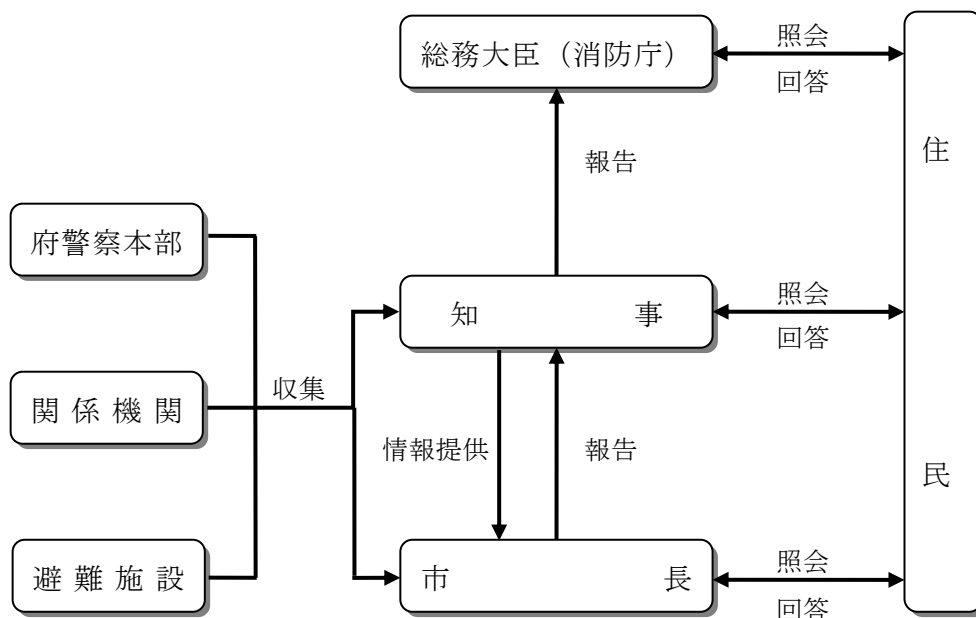 総務大臣（消防庁）
照会
回答
住民
報告
府警察本部
知事
照会
回答
関係機関
収集
情報提供
報告
避難施設
市長
照会
回答